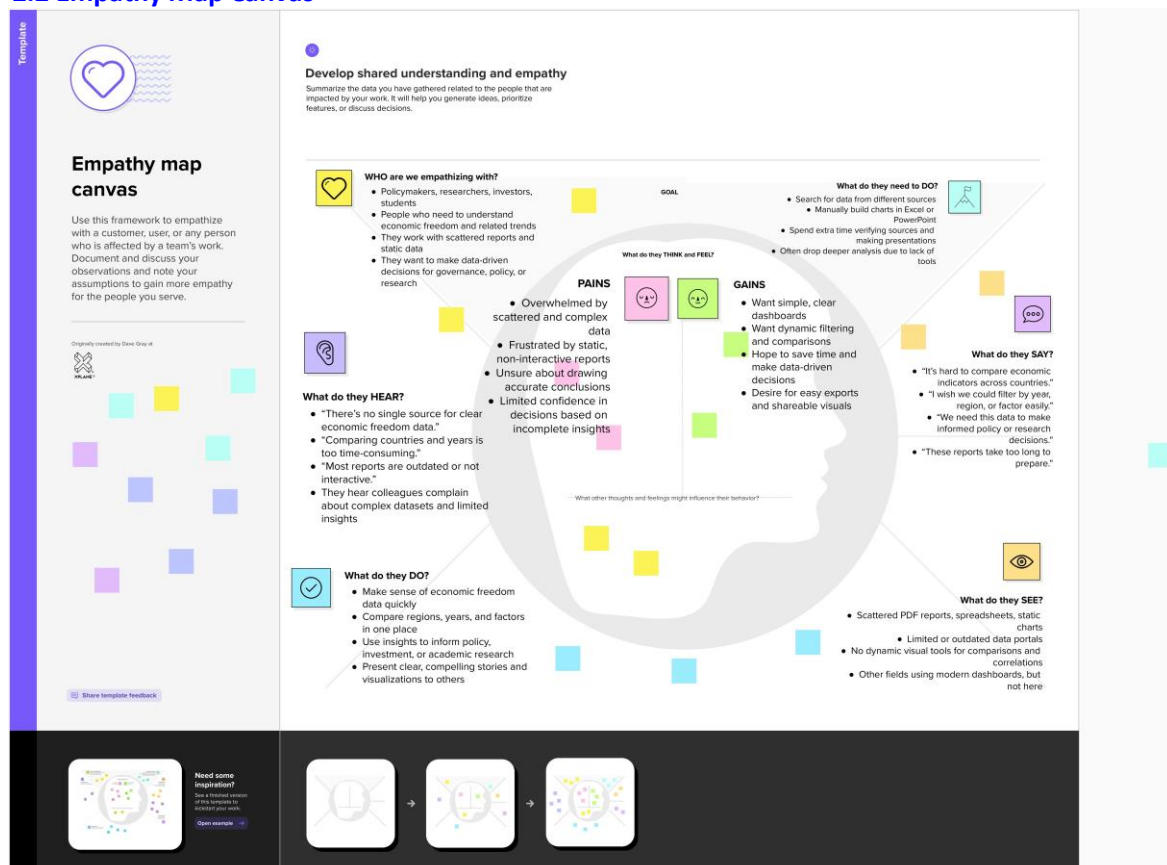 2.2 Empathy Map Canvas
Template
Empathy map
canvas
Use this framework to empathize
with a customer, user, or any person
who is affected by a team's work.
Document and discuss your
observations and note your
assumptions to gain more empathy
for the people you serve.
Originally created by Dave Gray at
XPLANE
Share template feedback
Develop shared understanding and empathy
Summarize the data you have gathered related to the people that are
impacted by your work. It will help you generate ideas, prioritize
features, or discuss decisions.
WHO are we empathizing with?
• Policymakers, researchers, investors,
students
• People who need to understand
economic freedom and related trends
• They work with scattered reports and
static data
• They want to make data-driven
decisions for governance, policy, or
research
GOAL
What do they need to DO?
• Search for data from different sources
• Manually build charts in Excel or
PowerPoint
• Spend extra time verifying sources and
making presentations
• Often drop deeper analysis due to lack of
tools
What do they THINK and FEEL?
PAINS
• Overwhelmed by
scattered and complex
data
• Frustrated by static,
non-interactive reports
• Unsure about drawing
accurate conclusions
• Limited confidence in
decisions based on
incomplete insights
GAINS
• Want simple, clear
dashboards
• Want dynamic filtering
and comparisons
• Hope to save time and
make data-driven
decisions
• Desire for easy exports
and shareable visuals
What do they HEAR?
• "There's no single source for clear
economic freedom data."
• "Comparing countries and years is
too time-consuming."
• "Most reports are outdated or not
interactive."
• They hear colleagues complain
about complex datasets and limited
insights
What do they SAY?
• "It's hard to compare economic
indicators across countries."
• "I wish we could filter by year,
region, or factor easily."
• "We need this data to make
informed policy or research
decisions."
• "These reports take too long to
prepare."
What other thoughts and feelings might influence their behavior?
What do they DO?
• Make sense of economic freedom
data quickly
• Compare regions, years, and factors
in one place
• Use insights to inform policy,
investment, or academic research
• Present clear, compelling stories and
visualizations to others
What do they SEE?
• Scattered PDF reports, spreadsheets, static
charts
• Limited or outdated data portals
• No dynamic visual tools for comparisons and
correlations
• Other fields using modern dashboards, but
not here
Need some
inspiration?
See a finished version
of this template to
kickstart your work.
Open example